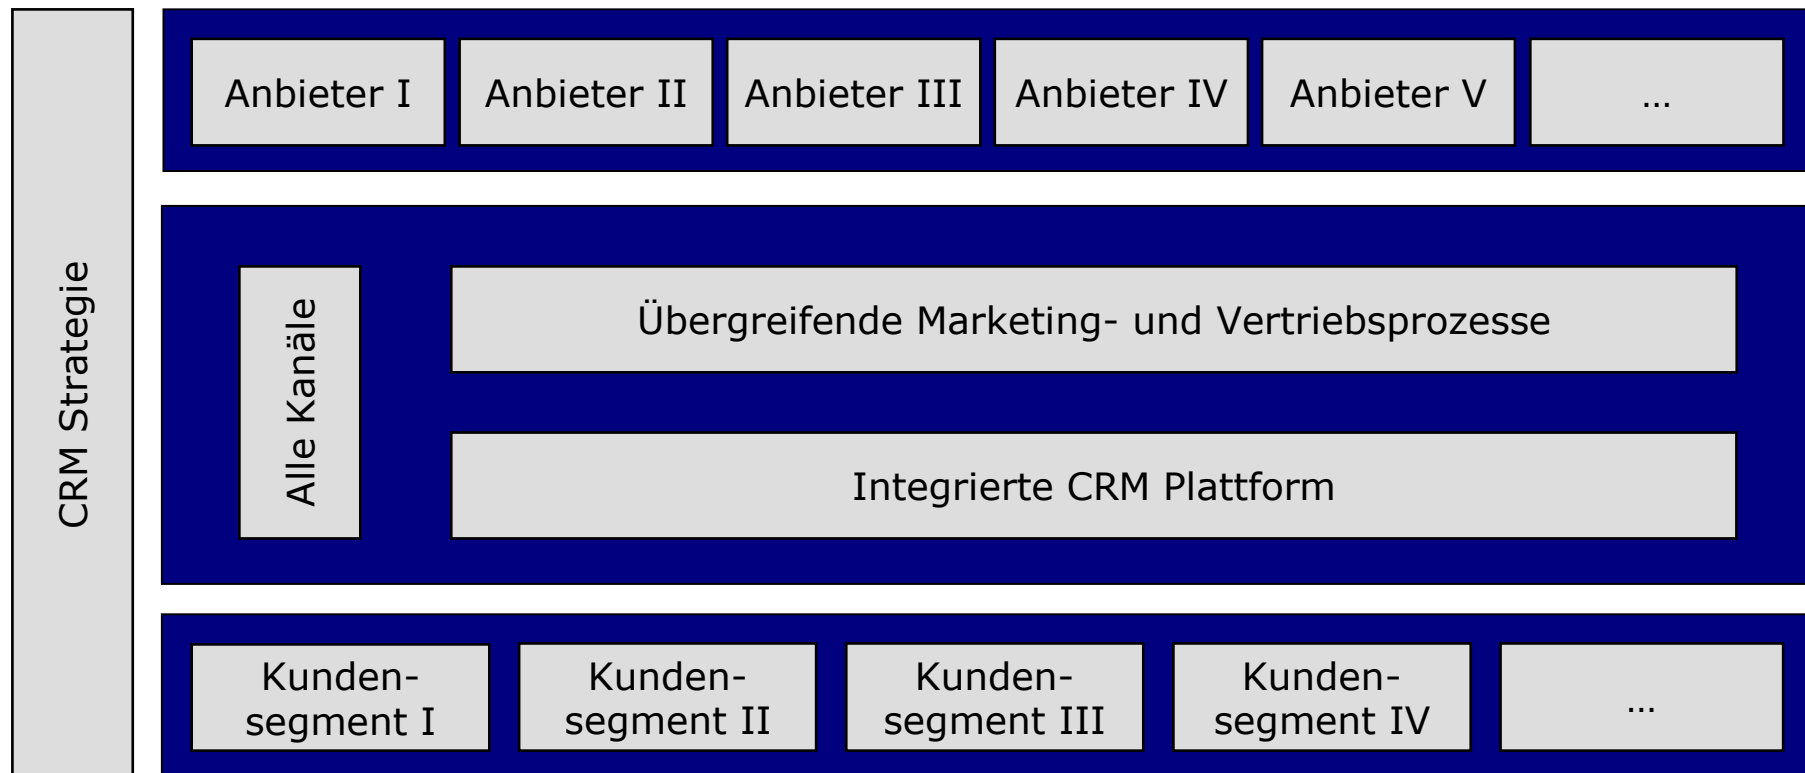 CRM Strategie
Anbieter I
Anbieter II
Anbieter III
Anbieter IV
Anbieter V
...
Alle Kanäle
Übergreifende Marketing- und Vertriebsprozesse
Integrierte CRM Plattform
Kunden-
segment I
Kunden-
segment II
Kunden-
segment III
Kunden-
segment IV
...